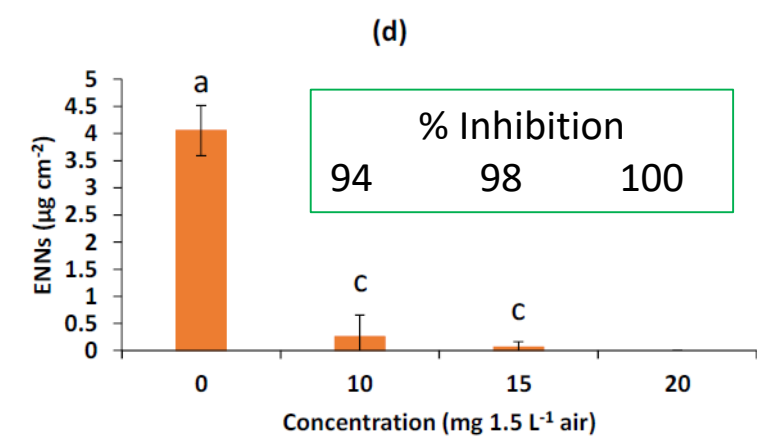 (d)
ENNs (µg cm-2)
5
4.5
4
3.5
3
2.5
2
1.5
1
0.5
0
a
c
c
% Inhibition
94 98 100
0 10 15 20
Concentration (mg 1.5 L-1 air)